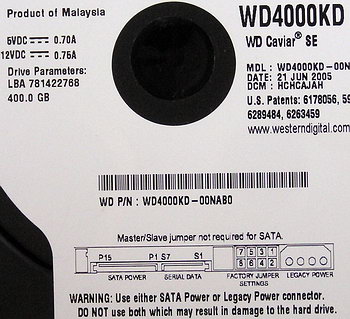 Product of Malaysia
WD4000KD
5VDC 0.70A
WD Caviar® SE
12VDC 0.75A
MDL: WD4000KD-00N
Drive Parameters:
DATE: 21 JUN 2005
LBA 781422768
DCM: HCHCAJAH
400.0 GB
U.S. Patents: 6178056, 59
6289484, 6263459
www.westerndigital.
WD P/N: WD4000KD-00NAB0
Master/Slave jumper not required for SATA.
P15 P1 S7 S1 7 5 3 1
8 6 4 2
SATA POWER SERIAL DATA FACTORY JUMPER SETTINGS LEGACY POWER
WARNING: Use either SATA Power or Legacy Power connector.
DO NOT use both which may result in damage to the hard drive.